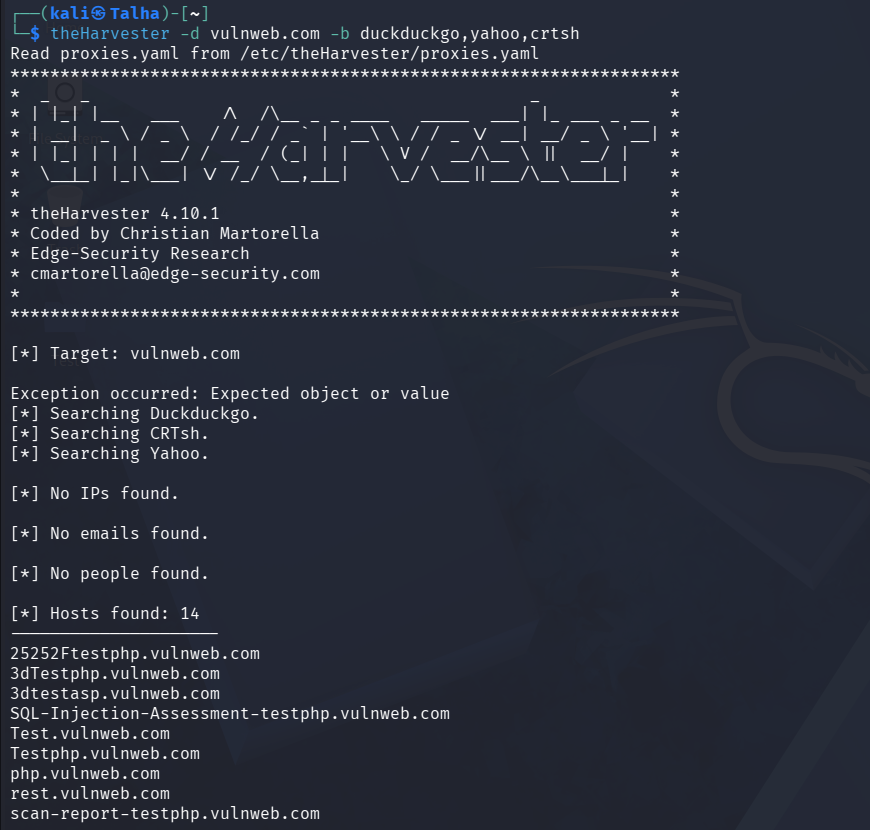 ┌──(kali㉿Talha)-[~]
└─$ theHarvester -d vulnweb.com -b duckduckgo,yahoo,crtsh
Read proxies.yaml from /etc/theHarvester/proxies.yaml
*******************************************************************
*  _   _                                            _             *
* | |_| |__   ___    /\  /\__ _ _ ____   _____  ___| |_ ___ _ __  *
* | __|  _ \ / _ \  / /_/ / _` | '__\ \ / / _ \/ __| __/ _ \ '__| *
* | |_| | | |  __/ / __  / (_| | |   \ V /  __/\__ \ ||  __/ |    *
*  \__|_| |_|\___| \/ /_/ \__,_|_|    \_/ \___||___/\__\___|_|    *
*                                                                 *
* theHarvester 4.10.1                                             *
* Coded by Christian Martorella                                   *
* Edge-Security Research                                          *
* cmartorella@edge-security.com                                   *
*                                                                 *
*******************************************************************
[*] Target: vulnweb.com
Exception occurred: Expected object or value
[*] Searching Duckduckgo.
[*] Searching CRTsh.
[*] Searching Yahoo.
[*] No IPs found.
[*] No emails found.
[*] No people found.
[*] Hosts found: 14
---------------------
25252Ftestphp.vulnweb.com
3dTestphp.vulnweb.com
3dtestasp.vulnweb.com
SQL-Injection-Assessment-testphp.vulnweb.com
Test.vulnweb.com
Testphp.vulnweb.com
php.vulnweb.com
rest.vulnweb.com
scan-report-testphp.vulnweb.com